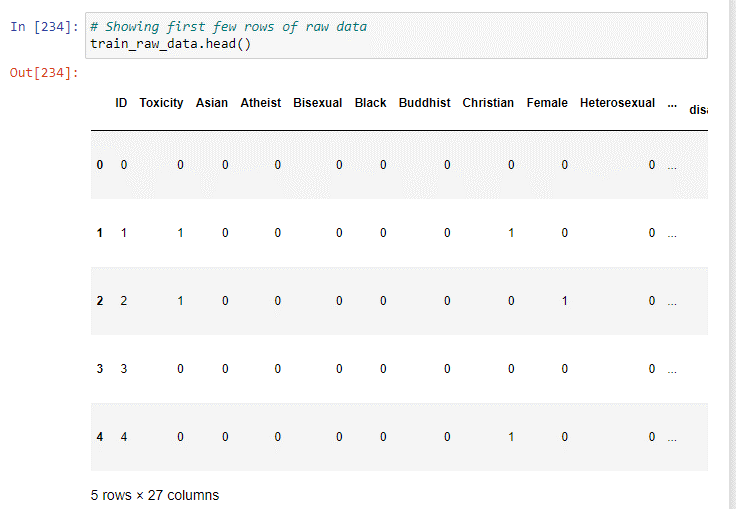 In [234]: # Showing first few rows of raw data
train_raw_data.head()
Out[234]:
ID Toxicity Asian Atheist Bisexual Black Buddhist Christian Female Heterosexual ...
0 0 0 0 0 0 0 0 0 0 0 ...
1 1 1 0 0 0 0 0 1 0 0 ...
2 2 1 0 0 0 0 0 0 1 0 ...
3 3 0 0 0 0 0 0 0 0 0 ...
4 4 0 0 0 0 0 0 1 0 0 ...
5 rows × 27 columns